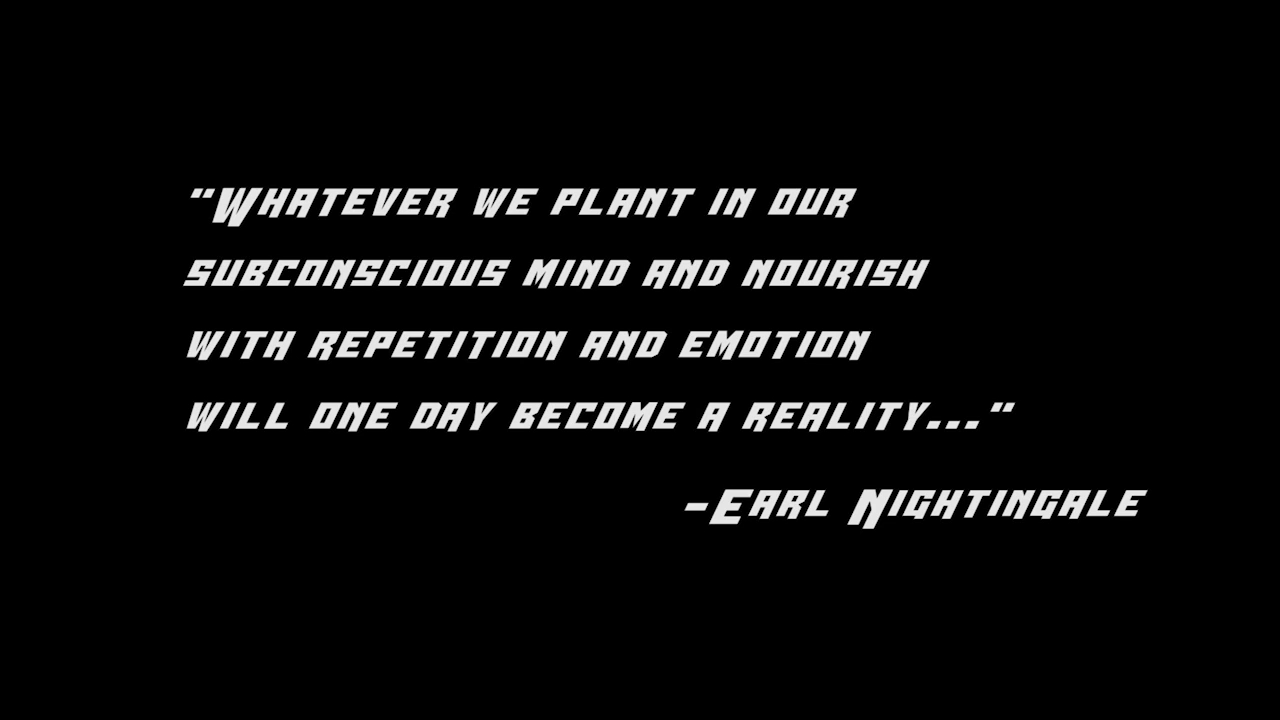 "Whatever we plant in our
subconscious mind and nourish
with repetition and emotion
will one day become a reality..."
-Earl Nightingale